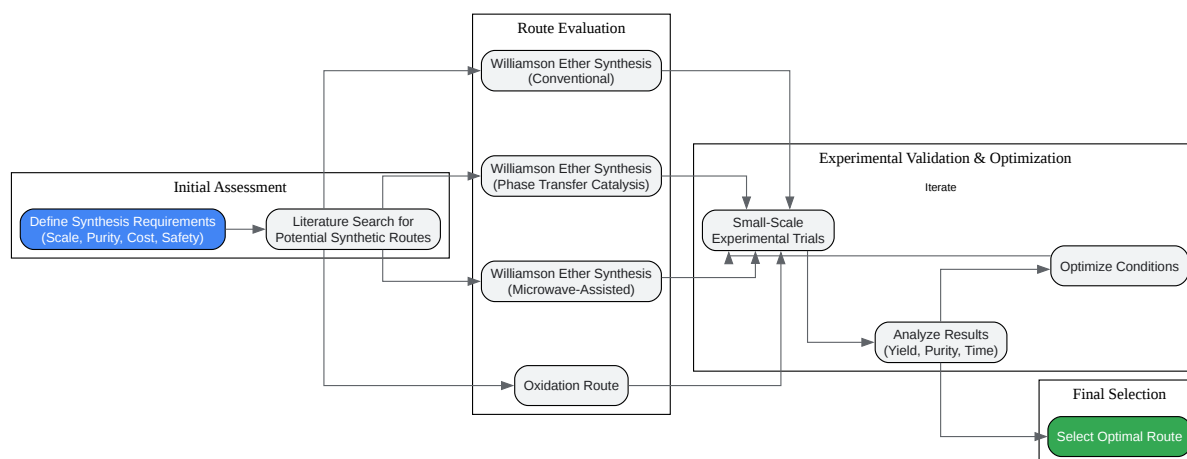 Initial Assessment
Define Synthesis Requirements
(Scale, Purity, Cost, Safety)
Literature Search for
Potential Synthetic Routes
Route Evaluation
Williamson Ether Synthesis
(Conventional)
Williamson Ether Synthesis
(Phase Transfer Catalysis)
Williamson Ether Synthesis
(Microwave-Assisted)
Oxidation Route
Experimental Validation & Optimization
Iterate
Small-Scale
Experimental Trials
Optimize Conditions
Analyze Results
(Yield, Purity, Time)
Final Selection
Select Optimal Route